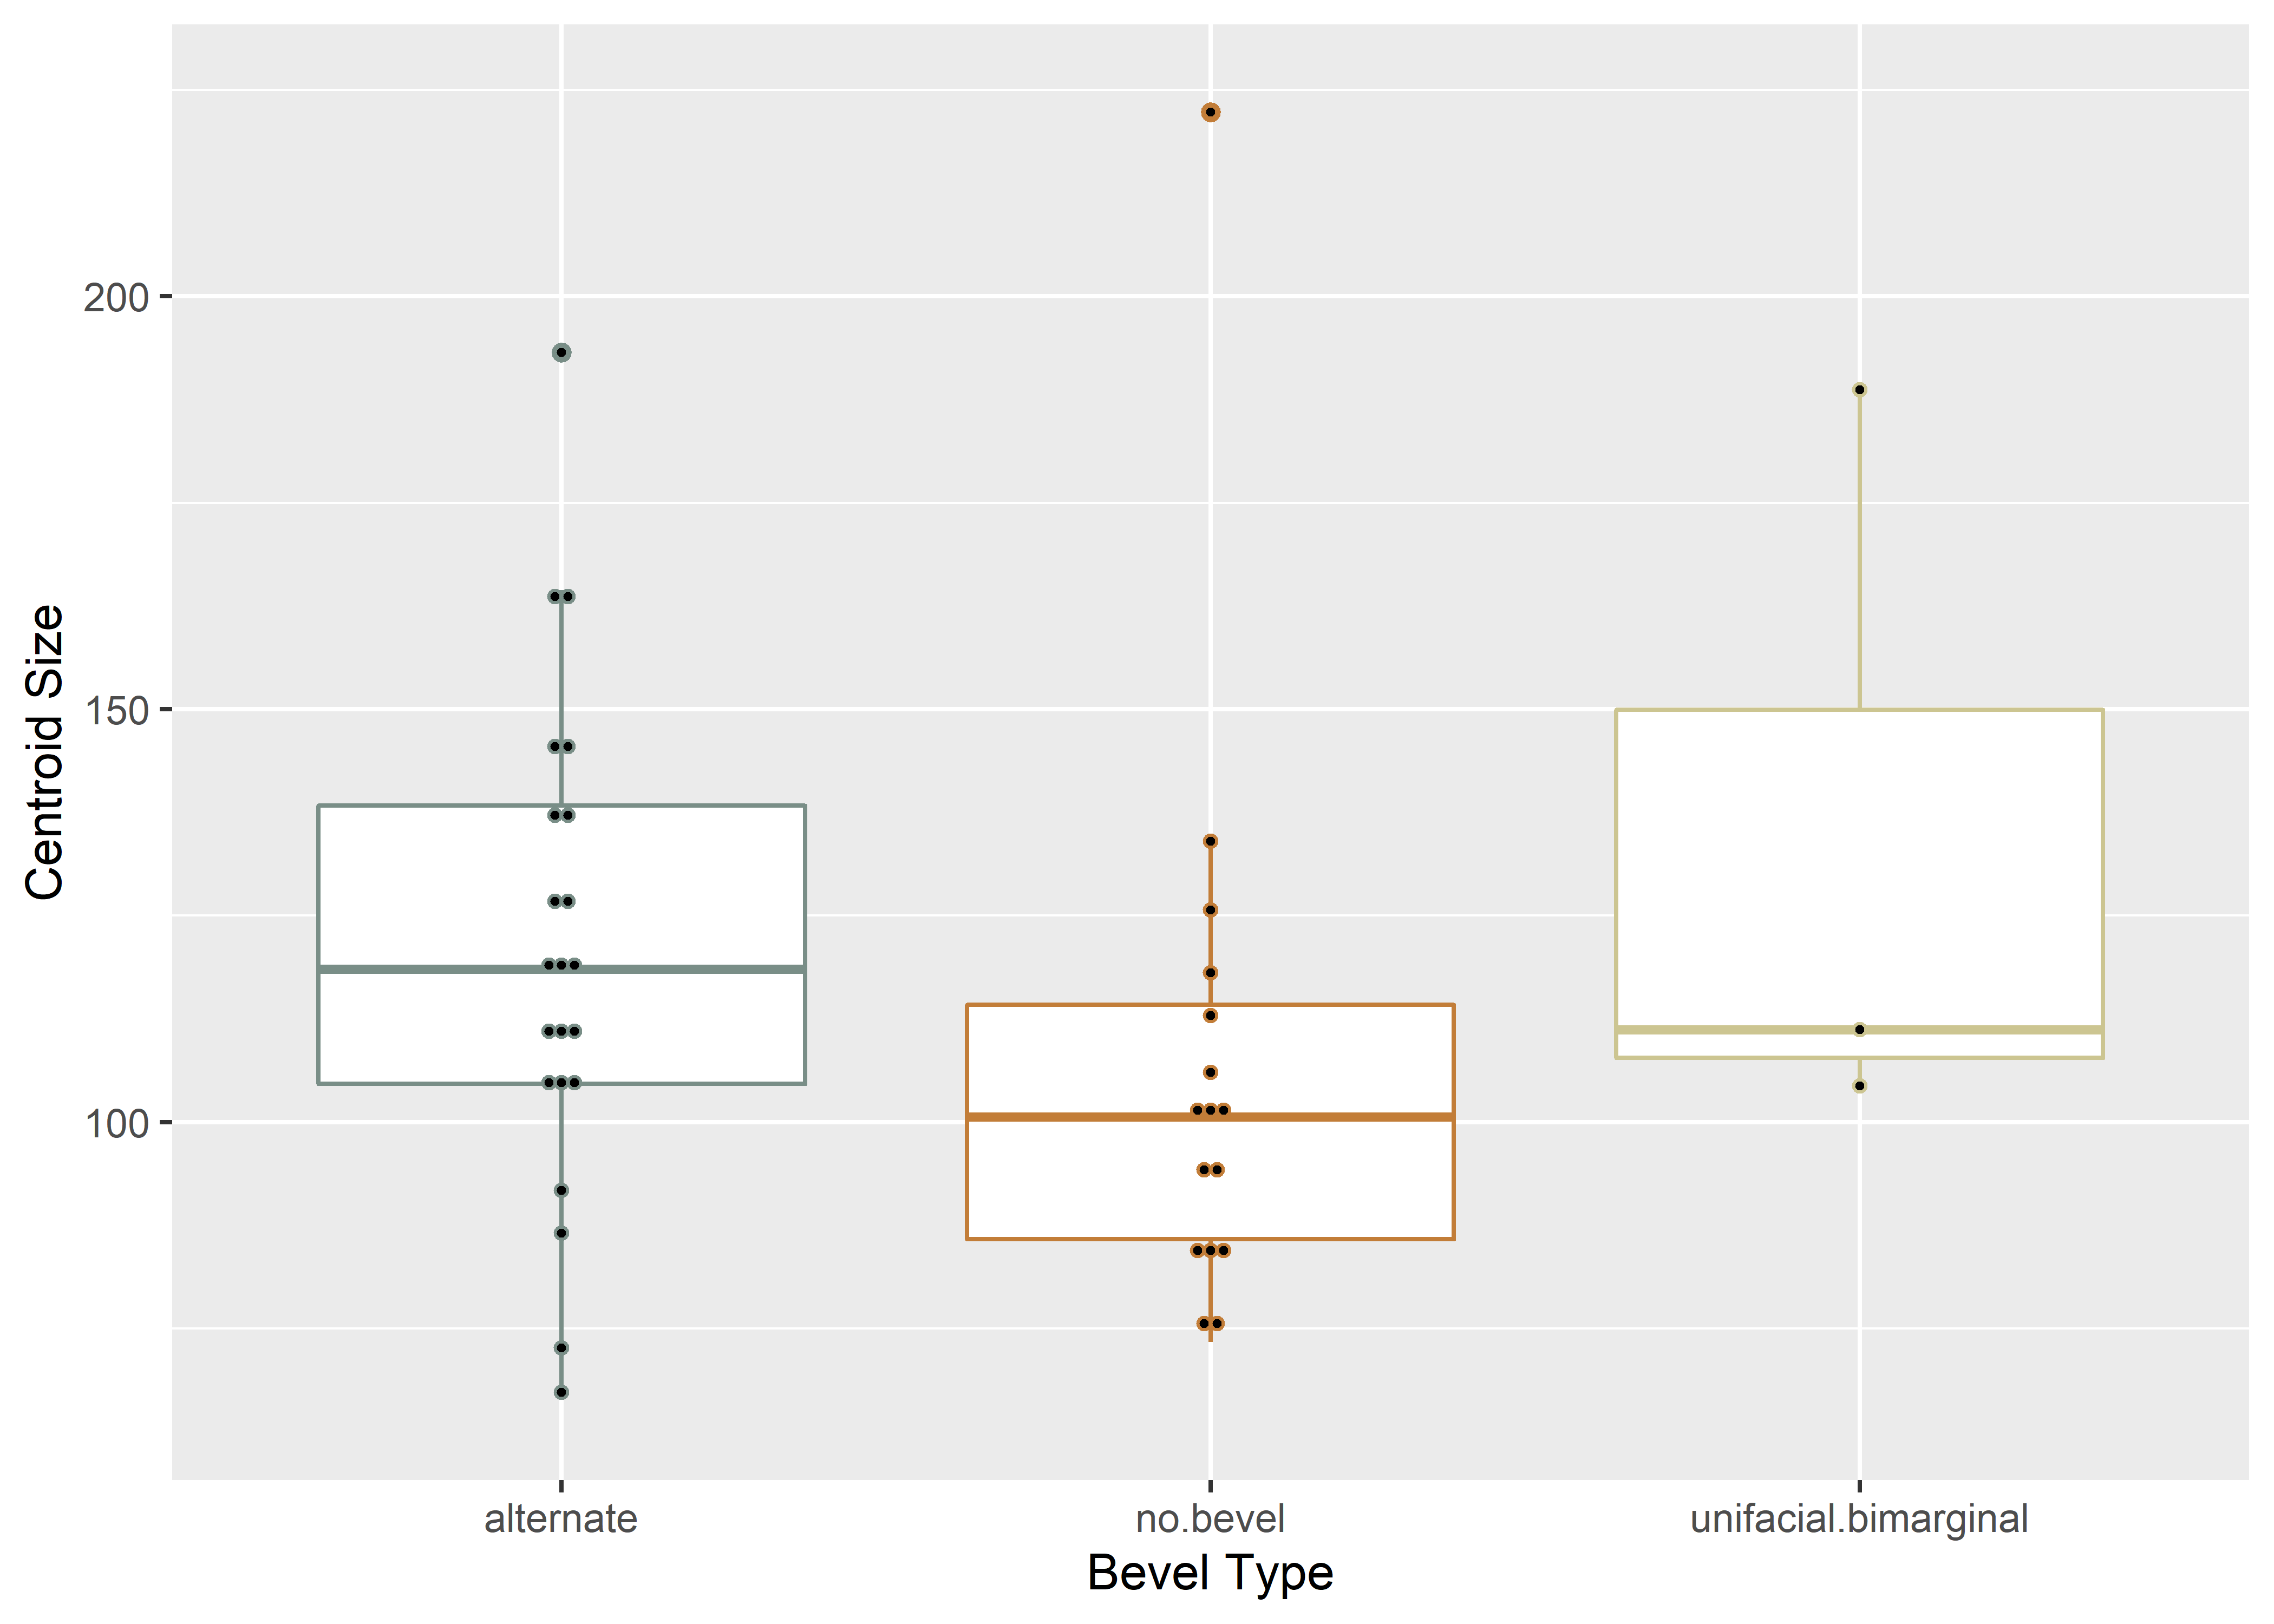 Centroid Size
200
150
100
alternate
no.bevel
unifacial.bimarginal
Bevel Type